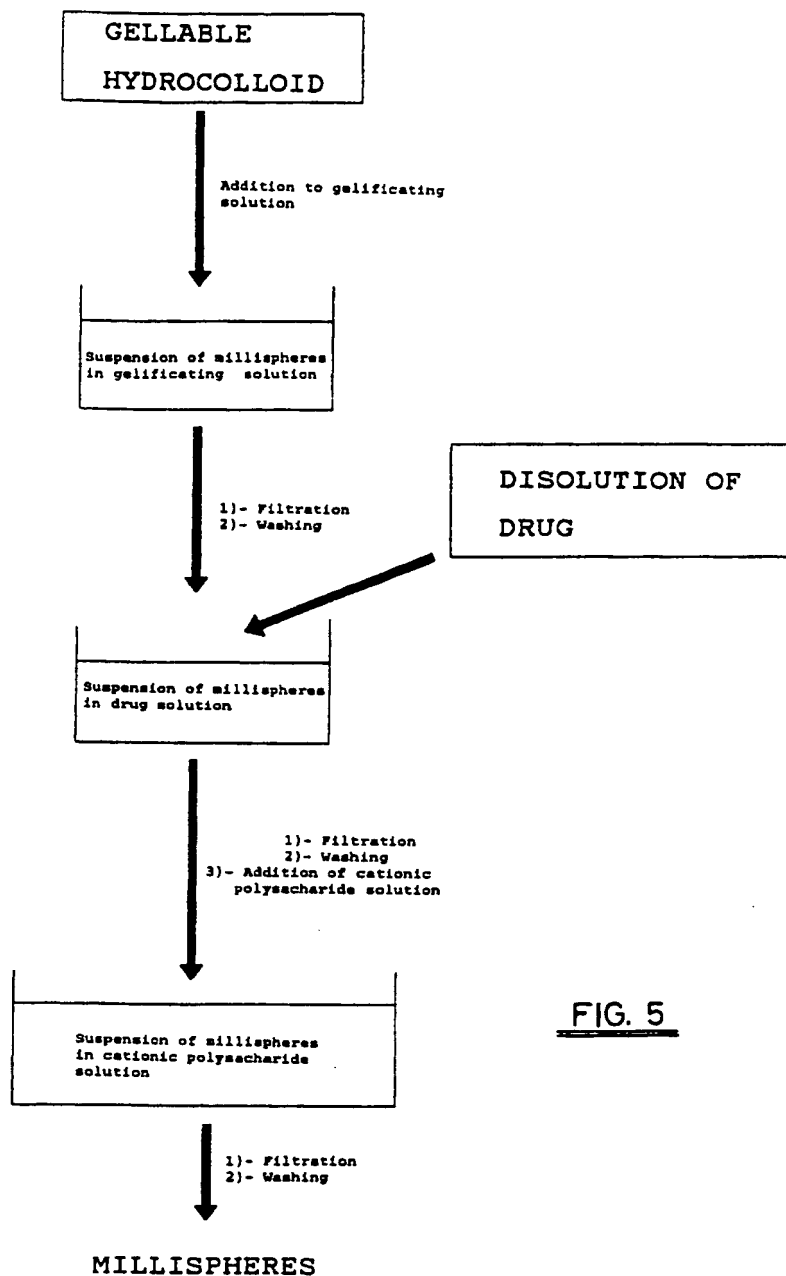 GELLABLE
HYDROCOLLOID
Addition to gelificating
solution
Suspension of millispheres
in gelificating solution
1)- Filtration
2)- Washing
DISOLUTION OF
DRUG
Suspension of millispheres
in drug solution
1)- Filtration
2)- Washing
3)- Addition of cationic
polysacharide solution
Suspension of millispheres
in cationic polysacharide
solution
FIG. 5
1)- Filtration
2)- Washing
MILLISPHERES